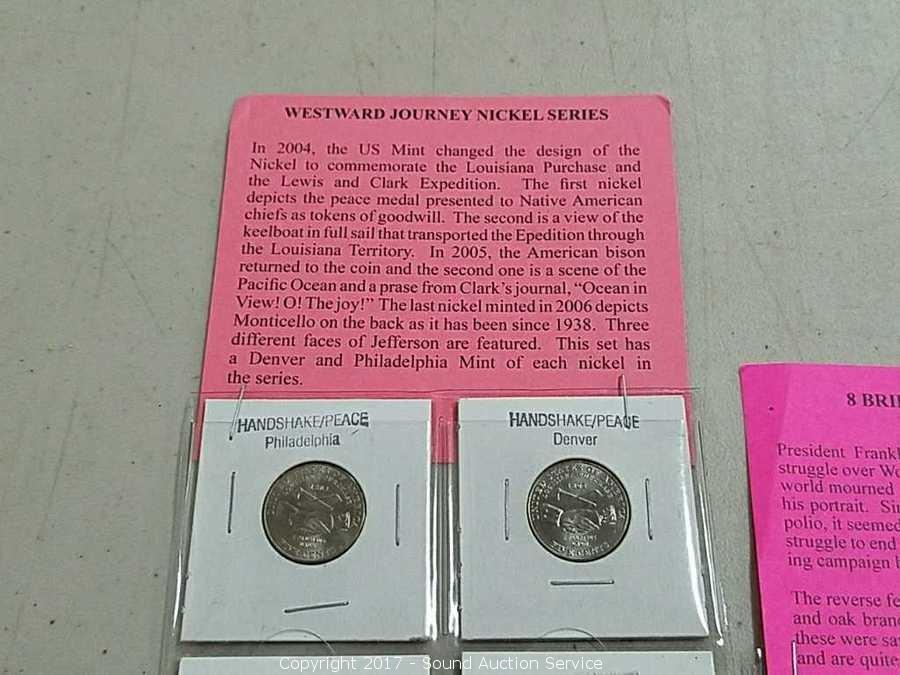 WESTWARD JOURNEY NICKEL SERIES
In 2004, the US Mint changed the design of the
Nickel to commemorate the Louisiana Purchase and
the Lewis and Clark Expedition. The first nickel
depicts the peace medal presented to Native American
chiefs as tokens of goodwill. The second is a view of the
keelboat in full sail that transported the Epedition through
the Louisiana Territory. In 2005, the American bison
returned to the coin and the second one is a scene of the
Pacific Ocean and a prase from Clark's journal, "Ocean in
View! O! The joy!" The last nickel minted in 2006 depicts
Monticello on the back as it has been since 1938. Three
different faces of Jefferson are featured. This set has
a Denver and Philadelphia Mint of each nickel in
the series.
HANDSHAKE/PEACE
Philadelphia
HANDSHAKE/PEACE
Denver
8 BRI
President Frankl
struggle over Wo
world mourned
his portrait. Sin
polio, it seemed
struggle to end
ing campaign b
The reverse fe
and oak bran
these were sa
and are quite
Copyright 2017 - Sound Auction Service